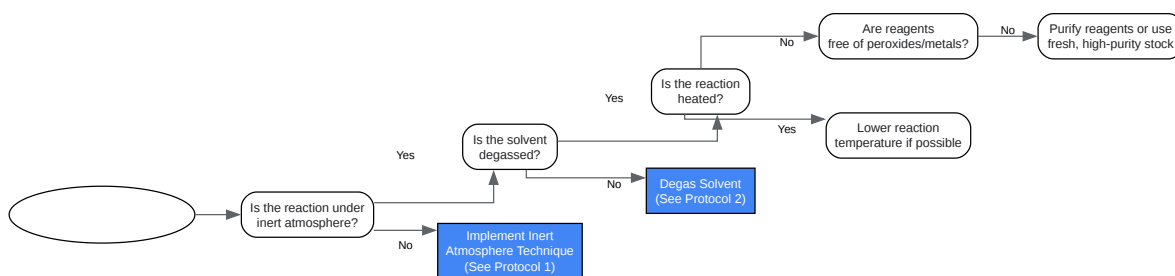 Is the reaction under
inert atmosphere?
Yes
No
Implement Inert
Atmosphere Technique
(See Protocol 1)
Is the solvent
degassed?
Yes
No
Degas Solvent
(See Protocol 2)
Is the reaction
heated?
No
Yes
Lower reaction
temperature if possible
Are reagents
free of peroxides/metals?
No
Purify reagents or use
fresh, high-purity stock